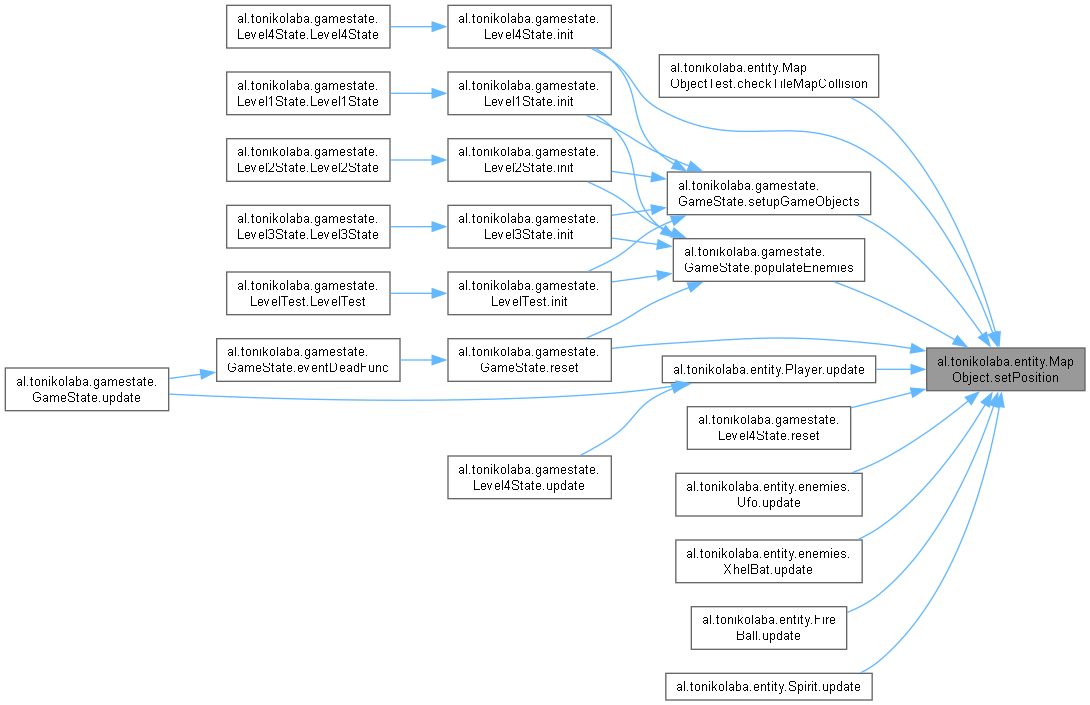 al.tonikolaba.gamestate.
Level4State.Level4State
al.tonikolaba.gamestate.
Level4State.init
al.tonikolaba.entity.Map
ObjectTest.checkTileMapCollision
al.tonikolaba.gamestate.
Level1State.Level1State
al.tonikolaba.gamestate.
Level1State.init
al.tonikolaba.gamestate.
Level2State.Level2State
al.tonikolaba.gamestate.
Level2State.init
al.tonikolaba.gamestate.
GameState.setupGameObjects
al.tonikolaba.gamestate.
Level3State.Level3State
al.tonikolaba.gamestate.
Level3State.init
al.tonikolaba.gamestate.
GameState.populateEnemies
al.tonikolaba.gamestate.
LevelTest.LevelTest
al.tonikolaba.gamestate.
LevelTest.init
al.tonikolaba.gamestate.
GameState.eventDeadFunc
al.tonikolaba.gamestate.
GameState.reset
al.tonikolaba.entity.Map
Object.setPosition
al.tonikolaba.gamestate.
GameState.update
al.tonikolaba.entity.Player.update
al.tonikolaba.gamestate.
Level4State.reset
al.tonikolaba.gamestate.
Level4State.update
al.tonikolaba.entity.enemies.
Ufo.update
al.tonikolaba.entity.enemies.
XhelBat.update
al.tonikolaba.entity.Fire
Ball.update
al.tonikolaba.entity.Spirit.update